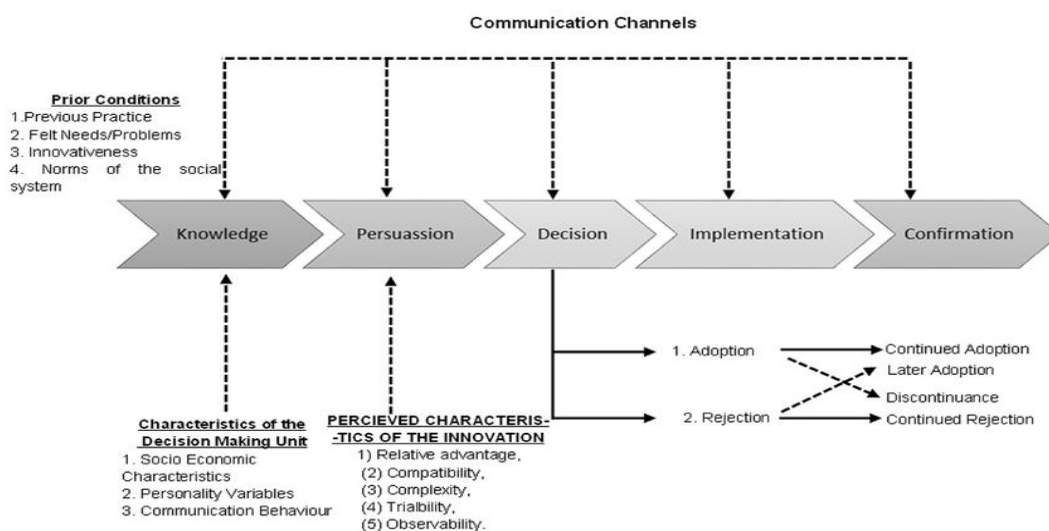 Communication Channels
Prior Conditions
1.Previous Practice
2. Felt Needs/Problems
3. Innovativeness
4. Norms of the social
system
Knowledge
Persuassion
Decision
Implementation
Confirmation
1. Adoption
Continued Adoption
Later Adoption
Discontinuance
2. Rejection
Continued Rejection
Characteristics of the
Decision Making Unit
1. Socio Economic
Characteristics
2. Personality Variables
3. Communication Behaviour
PERCIEVED CHARACTERIS-
-TICS OF THE INNOVATION
1) Relative advantage,
(2) Compatibility,
(3) Complexity,
(4) Trialbility,
(5) Observability.